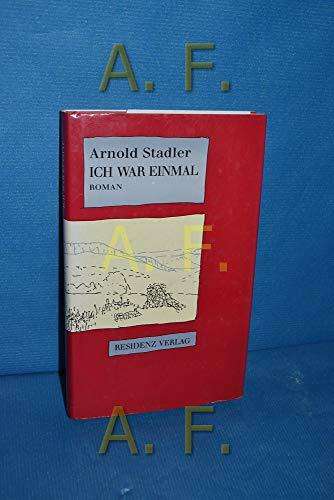 A. F.
Arnold Stadler
ICH WAR EINMAL
ROMAN
A. F.
RESIDENZ VERLAG
A. F.